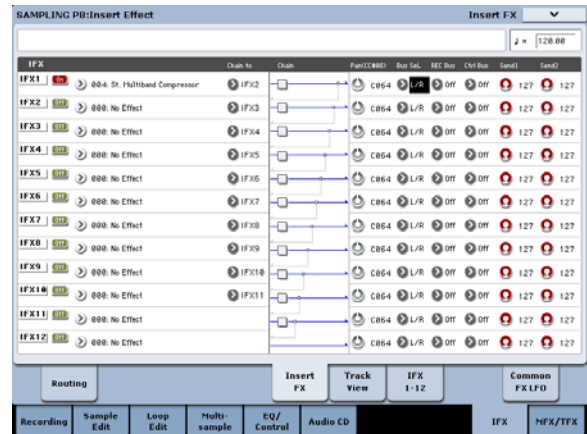 SAMPLING P8:Insert Effect Insert FX
♩ = 120.00
IFX Chain to Chain Pan(CC#08) Bus Sel. REC Bus Ctrl Bus Send1 Send2
IFX1 On 004: St. Multiband Compressor IFX2 C064 L/R Off Off 127 127
IFX2 Off 000: No Effect IFX3 C064 L/R Off Off 127 127
IFX3 Off 000: No Effect IFX4 C064 L/R Off Off 127 127
IFX4 Off 000: No Effect IFX5 C064 L/R Off Off 127 127
IFX5 Off 000: No Effect IFX6 C064 L/R Off Off 127 127
IFX6 Off 000: No Effect IFX7 C064 L/R Off Off 127 127
IFX7 Off 000: No Effect IFX8 C064 L/R Off Off 127 127
IFX8 Off 000: No Effect IFX9 C064 L/R Off Off 127 127
IFX9 Off 000: No Effect IFX10 C064 L/R Off Off 127 127
IFX10 Off 000: No Effect IFX11 C064 L/R Off Off 127 127
IFX11 Off 000: No Effect C064 L/R Off Off 127 127
IFX12 Off 000: No Effect C064 L/R Off Off 127 127
Routing Insert FX Track View IFX 1-12 Common FX LFO
Recording Sample Edit Loop Edit Multi-sample EQ/Control Audio CD IFX MFX/TFX